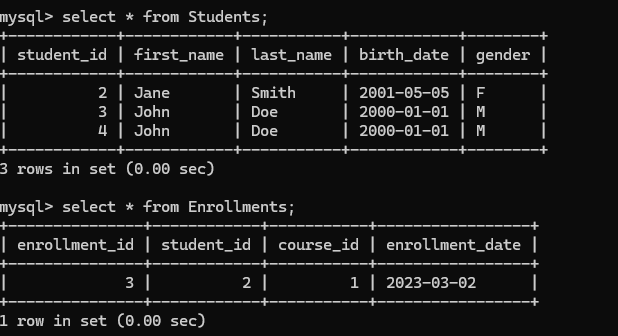 mysql> select * from Students;
+------------+------------+-----------+------------+--------+
| student_id | first_name | last_name | birth_date | gender |
+------------+------------+-----------+------------+--------+
|          2 | Jane       | Smith     | 2001-05-05 | F      |
|          3 | John       | Doe       | 2000-01-01 | M      |
|          4 | John       | Doe       | 2000-01-01 | M      |
+------------+------------+-----------+------------+--------+
3 rows in set (0.00 sec)

mysql> select * from Enrollments;
+---------------+------------+-----------+-----------------+
| enrollment_id | student_id | course_id | enrollment_date |
+---------------+------------+-----------+-----------------+
|             3 |          2 |         1 | 2023-03-02      |
+---------------+------------+-----------+-----------------+
1 row in set (0.00 sec)